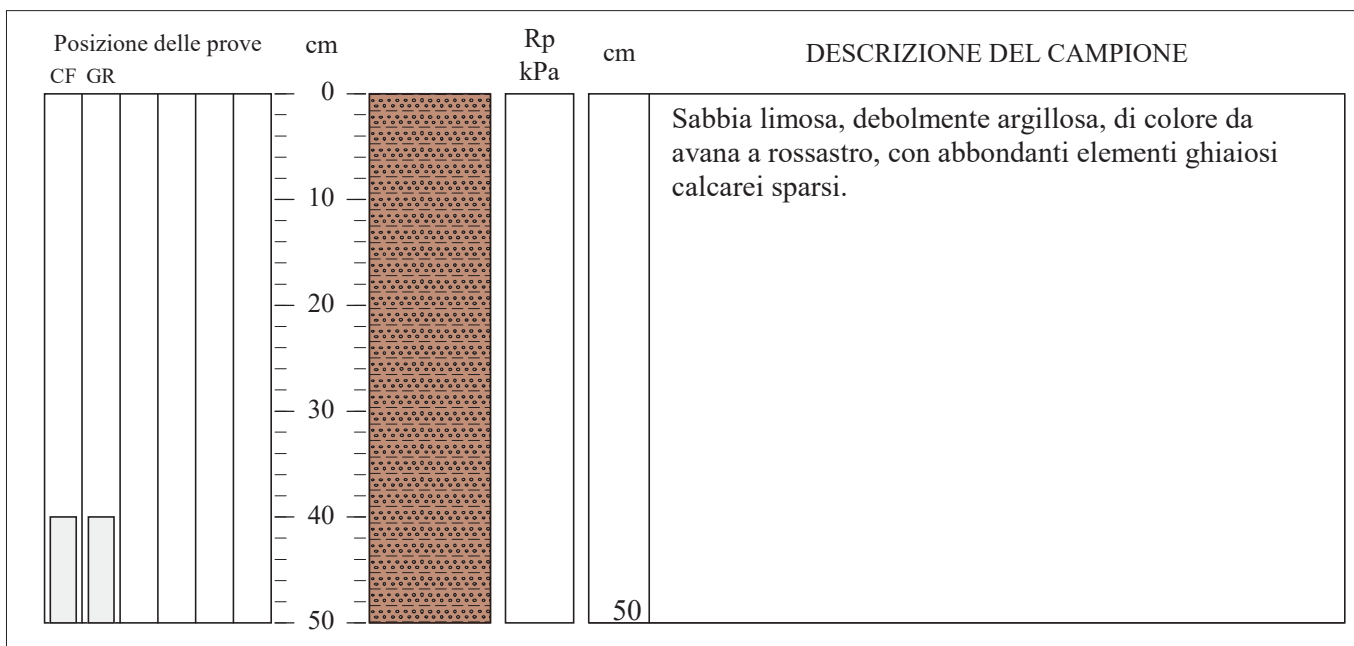 Posizione delle prove
CF GR
cm
Rp
kPa
cm
DESCRIZIONE DEL CAMPIONE
0
10
20
30
40
50
50
Sabbia limosa, debolmente argillosa, di colore da
avana a rossastro, con abbondanti elementi ghiaiosi
calcarei sparsi.